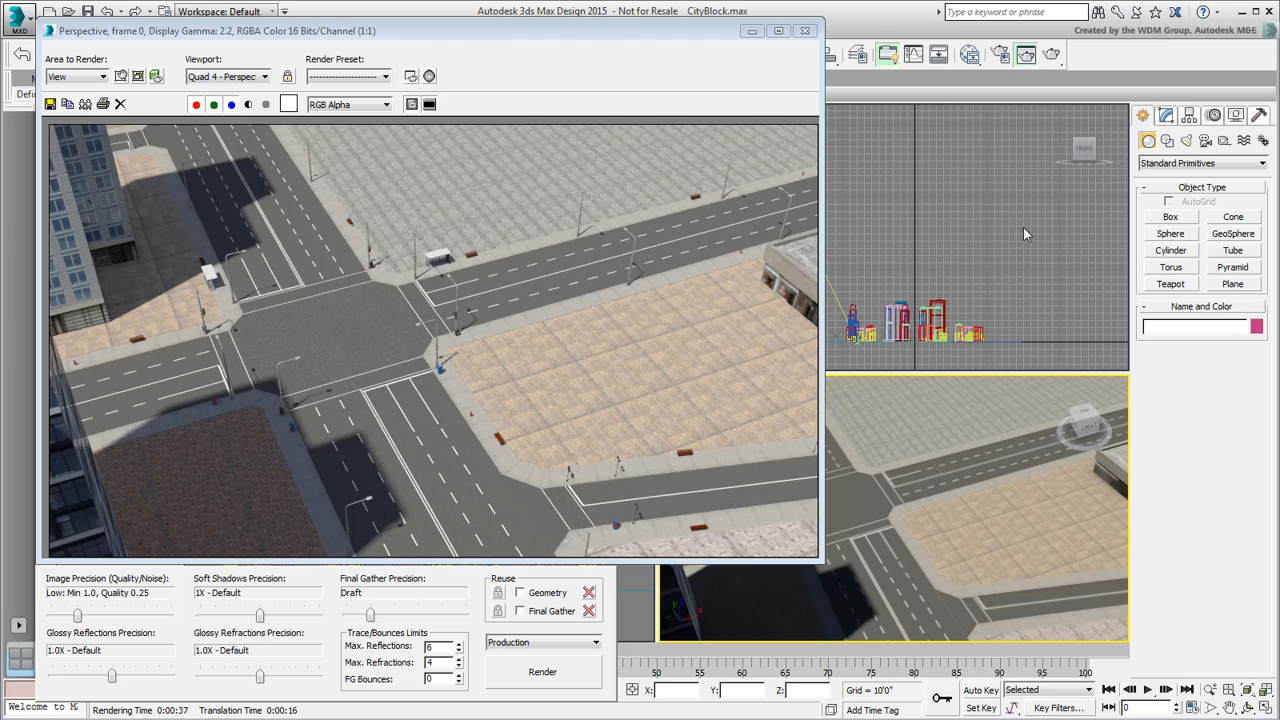 Workspace: Default
Autodesk 3ds Max Design 2015 - Not for Resale
CityBlock.max
Type a keyword or phrase
MXD
Perspective, frame 0, Display Gamma: 2.2, RGBA Color 16 Bits/Channel (1:1)
Created by the WDM Group, Autodesk M&E
Area to Render:
View
Viewport:
Quad 4 - Perspec
Render Preset:
--------------------
RGB Alpha
Defin
FRONT
Standard Primitives
Object Type
AutoGrid
Box
Cone
Sphere
GeoSphere
Cylinder
Tube
Torus
Pyramid
Teapot
Plane
Name and Color
TOP
Image Precision (Quality/Noise):
Low: Min 1.0, Quality 0.25
Soft Shadows Precision:
1X - Default
Final Gather Precision:
Draft
Reuse
Geometry
Final Gather
Glossy Reflections Precision:
1.0X - Default
Glossy Refractions Precision:
1.0X - Default
Trace/Bounces Limits
Max. Reflections: 6
Max. Refractions: 4
FG Bounces: 0
Production
Render
y
x
50 55 60 65 70 75 80 85 90 95 100
X:
Y:
Z:
Grid = 10'0"
Add Time Tag
Auto Key
Selected
Set Key
Key Filters...
0
Welcome to M
Rendering Time 0:00:37
Translation Time 0:00:16